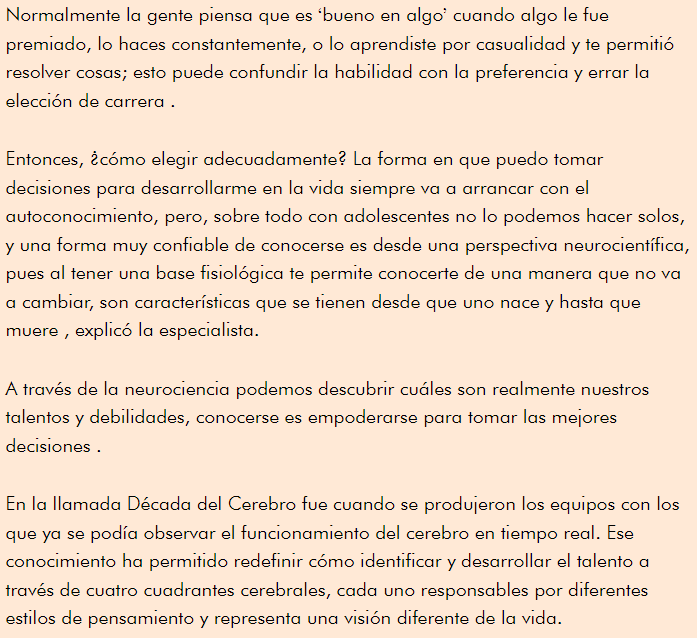 Normalmente la gente piensa que es ‘bueno en algo’ cuando algo le fue
premiado, lo haces constantemente, o lo aprendiste por casualidad y te permitió
resolver cosas; esto puede confundir la habilidad con la preferencia y errar la
elección de carrera .
Entonces, ¿cómo elegir adecuadamente? La forma en que puedo tomar
decisiones para desarrollarme en la vida siempre va a arrancar con el
autoconocimiento, pero, sobre todo con adolescentes no lo podemos hacer solos,
y una forma muy confiable de conocerse es desde una perspectiva neurocientífica,
pues al tener una base fisiológica te permite conocerte de una manera que no va
a cambiar, son características que se tienen desde que uno nace y hasta que
muere , explicó la especialista.
A través de la neurociencia podemos descubrir cuáles son realmente nuestros
talentos y debilidades, conocerse es empoderarse para tomar las mejores
decisiones .
En la llamada Década del Cerebro fue cuando se produjeron los equipos con los
que ya se podía observar el funcionamiento del cerebro en tiempo real. Ese
conocimiento ha permitido redefinir cómo identificar y desarrollar el talento a
través de cuatro cuadrantes cerebrales, cada uno responsables por diferentes
estilos de pensamiento y representa una visión diferente de la vida.